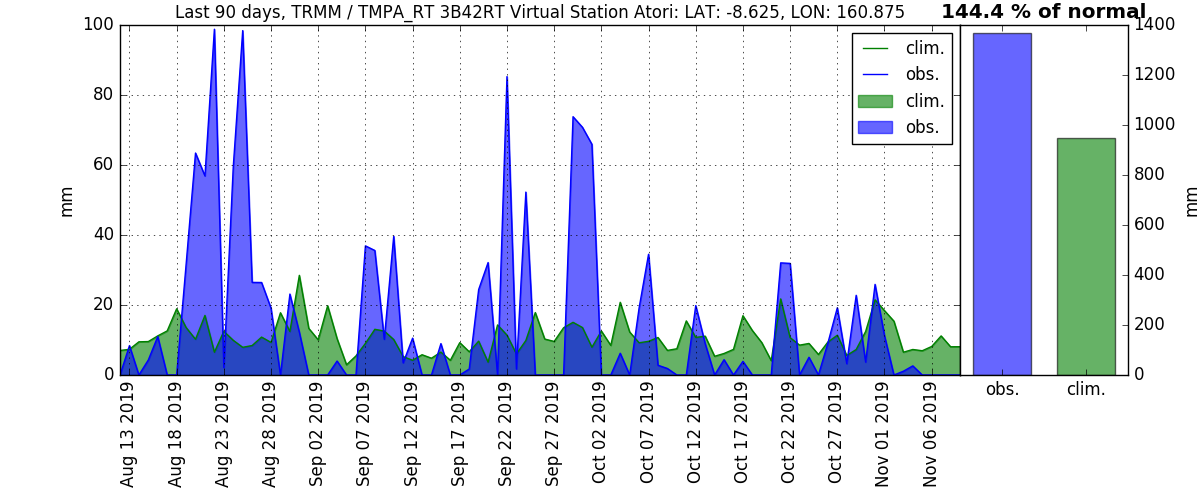 Last 90 days, TRMM / TMPA_RT 3B42RT Virtual Station Atori: LAT: -8.625, LON: 160.875
144.4 % of normal
100
80
60
40
20
0
mm
clim.
obs.
clim.
obs.
1400
1200
1000
800
600
400
200
0
mm
obs.
clim.
Aug 13 2019
Aug 18 2019
Aug 23 2019
Aug 28 2019
Sep 02 2019
Sep 07 2019
Sep 12 2019
Sep 17 2019
Sep 22 2019
Sep 27 2019
Oct 02 2019
Oct 07 2019
Oct 12 2019
Oct 17 2019
Oct 22 2019
Oct 27 2019
Nov 01 2019
Nov 06 2019